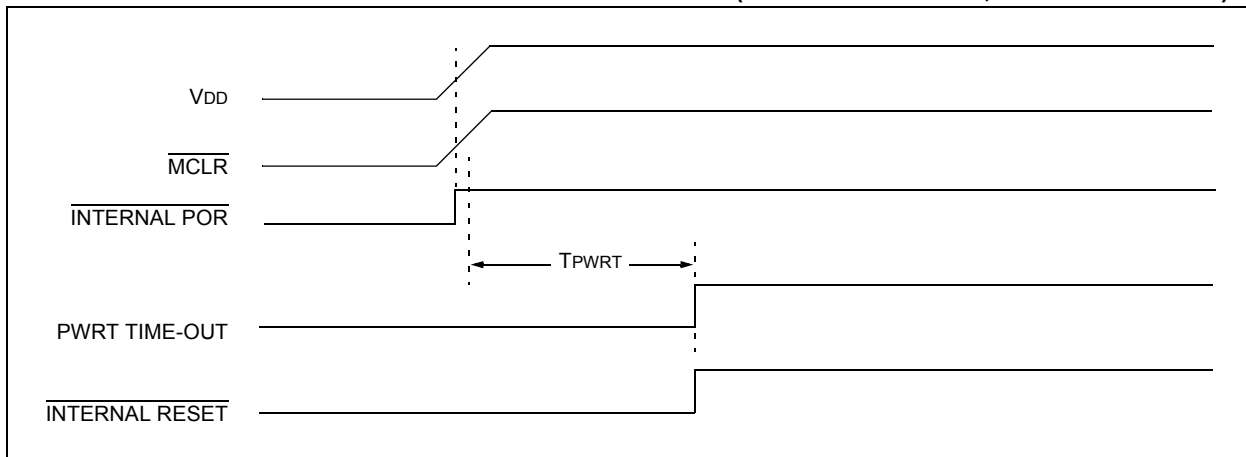 VDD
MCLR
INTERNAL POR
TPWRT
PWRT TIME-OUT
INTERNAL RESET